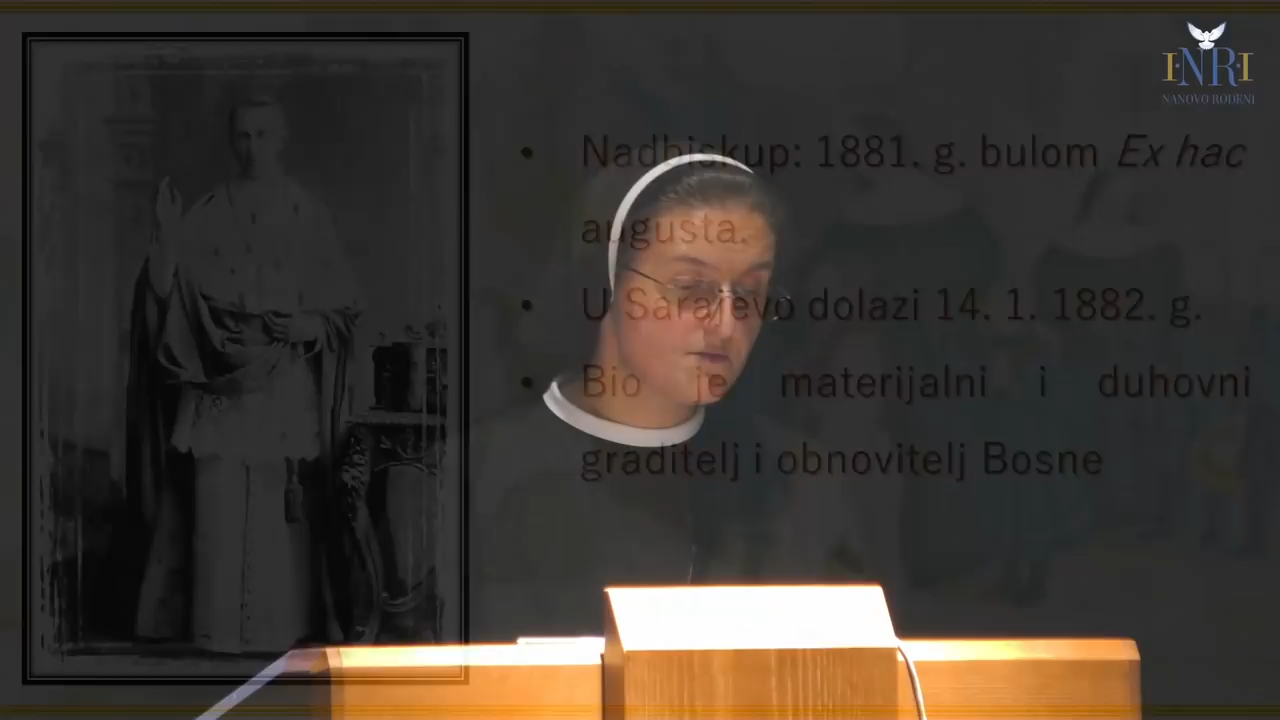 I·N·R·I
NANOVO ROĐENI
• Nadbiskup: 1881. g. bulom Ex hac
augusta.
• U Sarajevo dolazi 14. 1. 1882. g.
• Bio je materijalni i duhovni
graditelj i obnovitelj Bosne